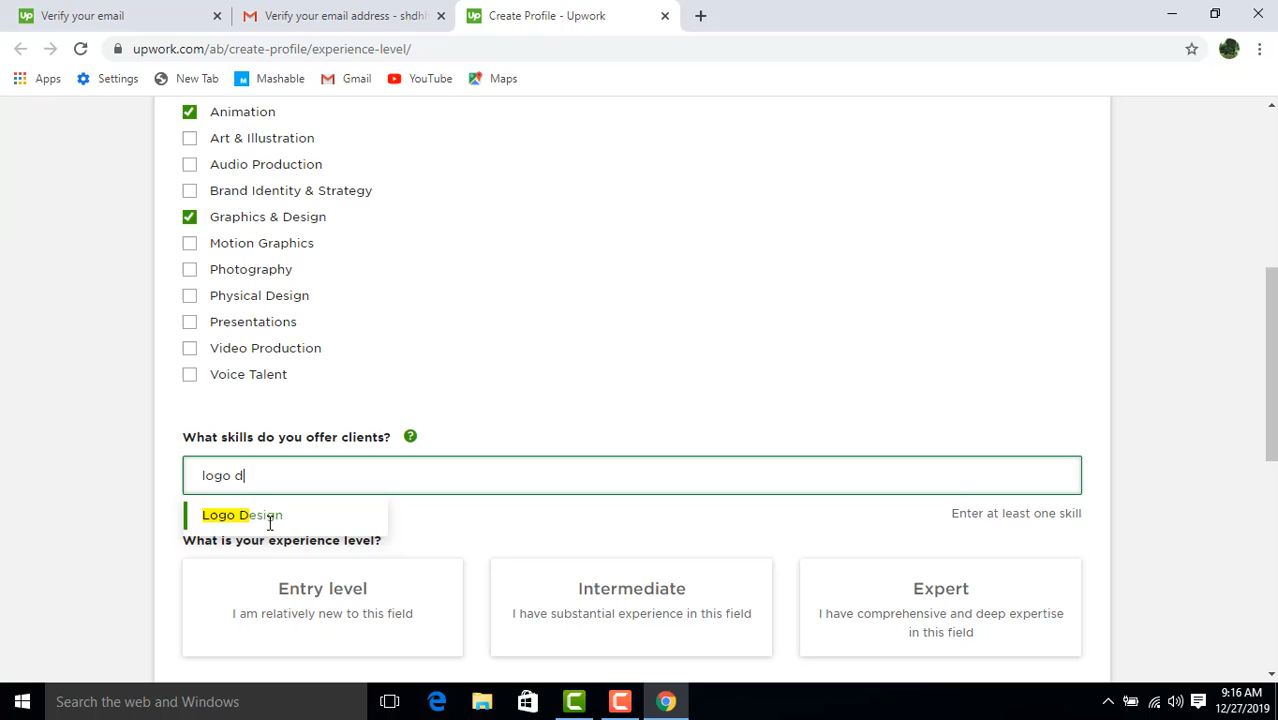 Verify your email
Verify your email address - shdhl
Create Profile - Upwork
upwork.com/ab/create-profile/experience-level/
Apps
Settings
New Tab
Mashable
Gmail
YouTube
Maps
Animation
Art & Illustration
Audio Production
Brand Identity & Strategy
Graphics & Design
Motion Graphics
Photography
Physical Design
Presentations
Video Production
Voice Talent
What skills do you offer clients?
logo d
Logo Design
Enter at least one skill
What is your experience level?
Entry level
I am relatively new to this field
Intermediate
I have substantial experience in this field
Expert
I have comprehensive and deep expertise
in this field
Search the web and Windows
9:16 AM
12/27/2019